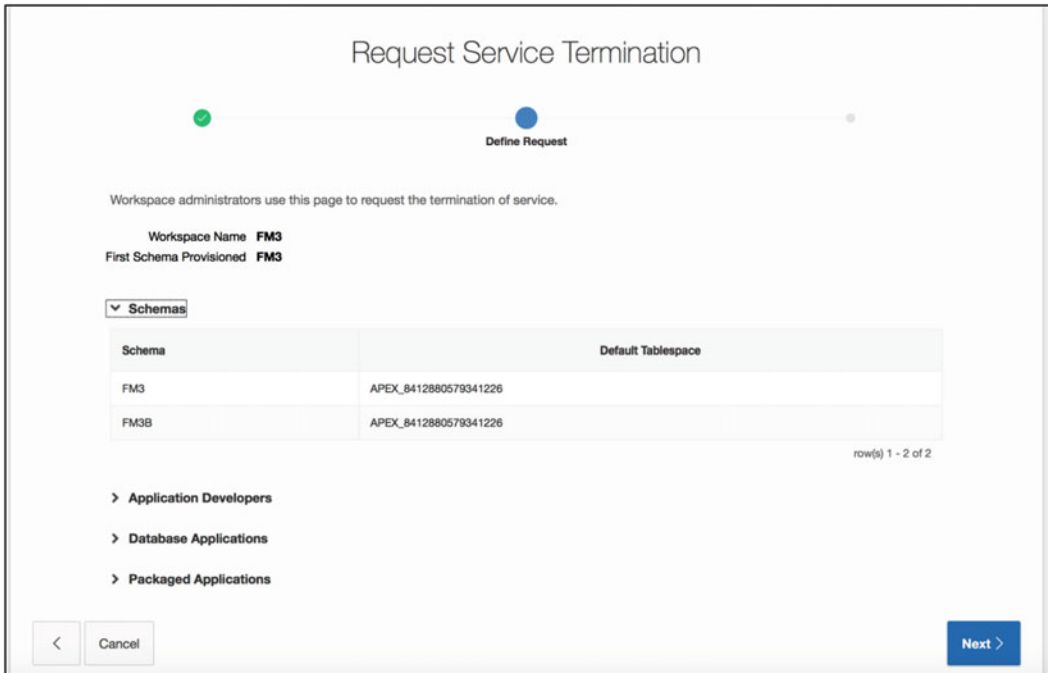 Request Service Termination
Define Request
Workspace administrators use this page to request the termination of service.
Workspace Name FM3
First Schema Provisioned FM3
Schemas
Schema Default Tablespace
FM3 APEX_8412880579341226
FM3B APEX_8412880579341226
row(s) 1 - 2 of 2
Application Developers
Database Applications
Packaged Applications
Cancel Next